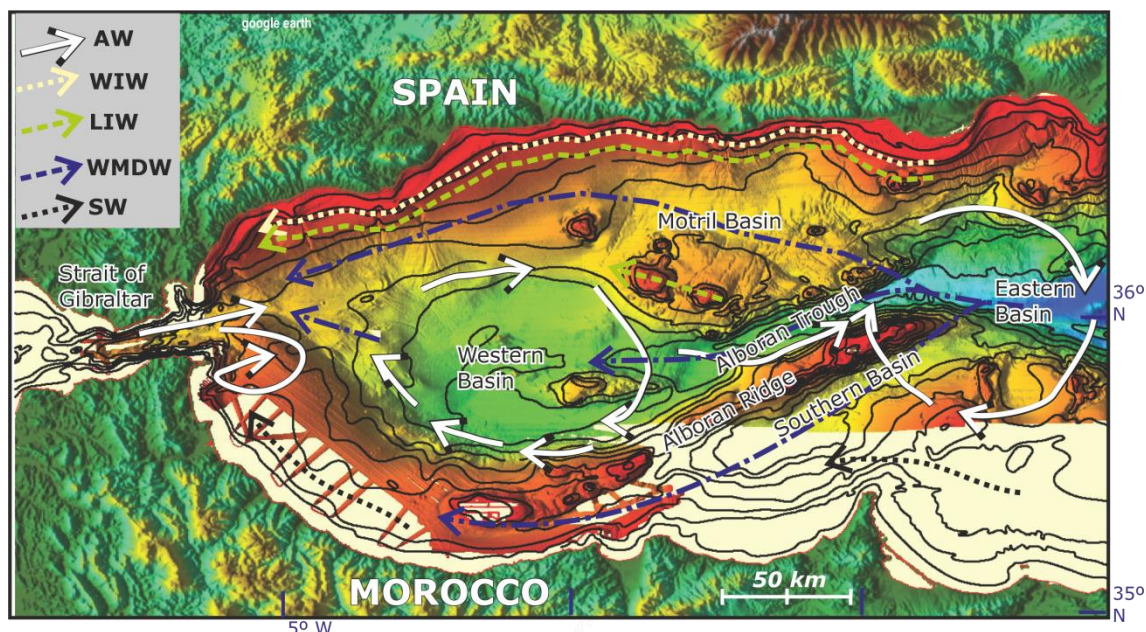 google earth
AW
WIW
LIW
WMDW
SW
SPAIN
Strait of
Gibraltar
Motril Basin
Western
Basin
Alboran Trough
Alboran Ridge
Southern Basin
Eastern
Basin
36º
N
MOROCCO
50 km
35º
N
5º W